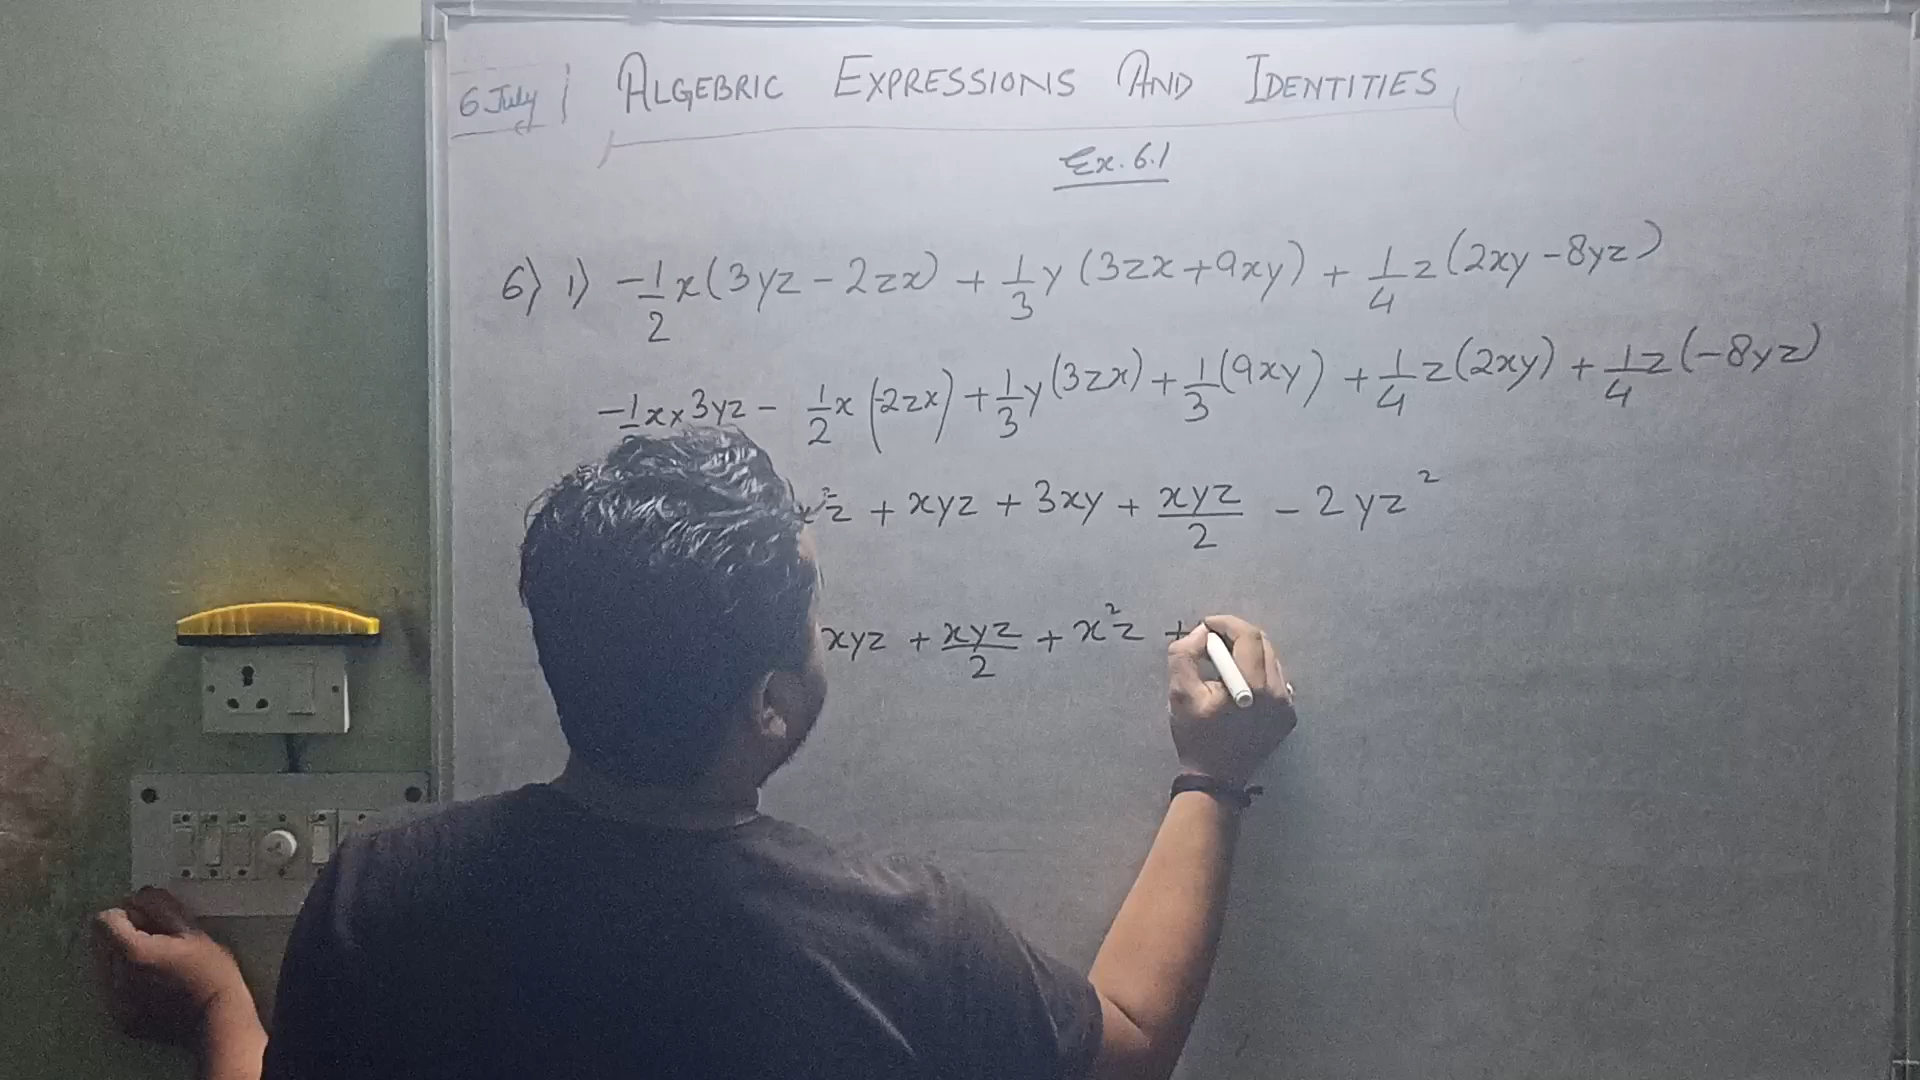 6 July ALGEBRIC EXPRESSIONS AND IDENTITIES
Ex. 6.1
6) 1) -1/2 x(3yz - 2zx) + 1/3 y(3zx + 9xy) + 1/4 z(2xy - 8yz)
-1 x × 3yz - 1/2 x(-2zx) + 1/3 y(3zx) + 1/3 (9xy) + 1/4 z(2xy) + 1/4 z(-8yz)
x²z + xyz + 3xy + xyz/2 - 2yz²
xyz + xyz/2 + x²z +